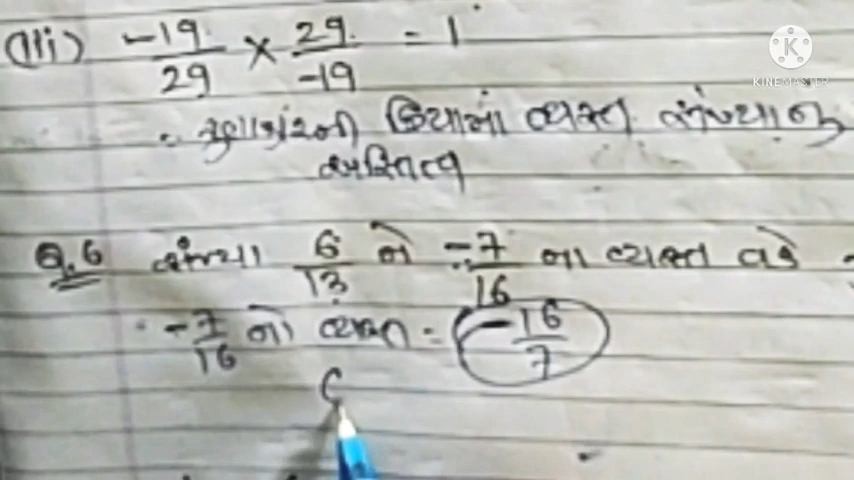 (iii) -19/29 × 29/-19 = 1
KINEMASTER
∴ ગુણાકારની ક્રિયામાં વ્યસ્ત સંખ્યાનુ
અસ્તિત્વ
Q.6 સંખ્યા 6/13 ને -7/16 ના વ્યસ્ત વડે
-7/16 નો વ્યસ્ત = -16/7